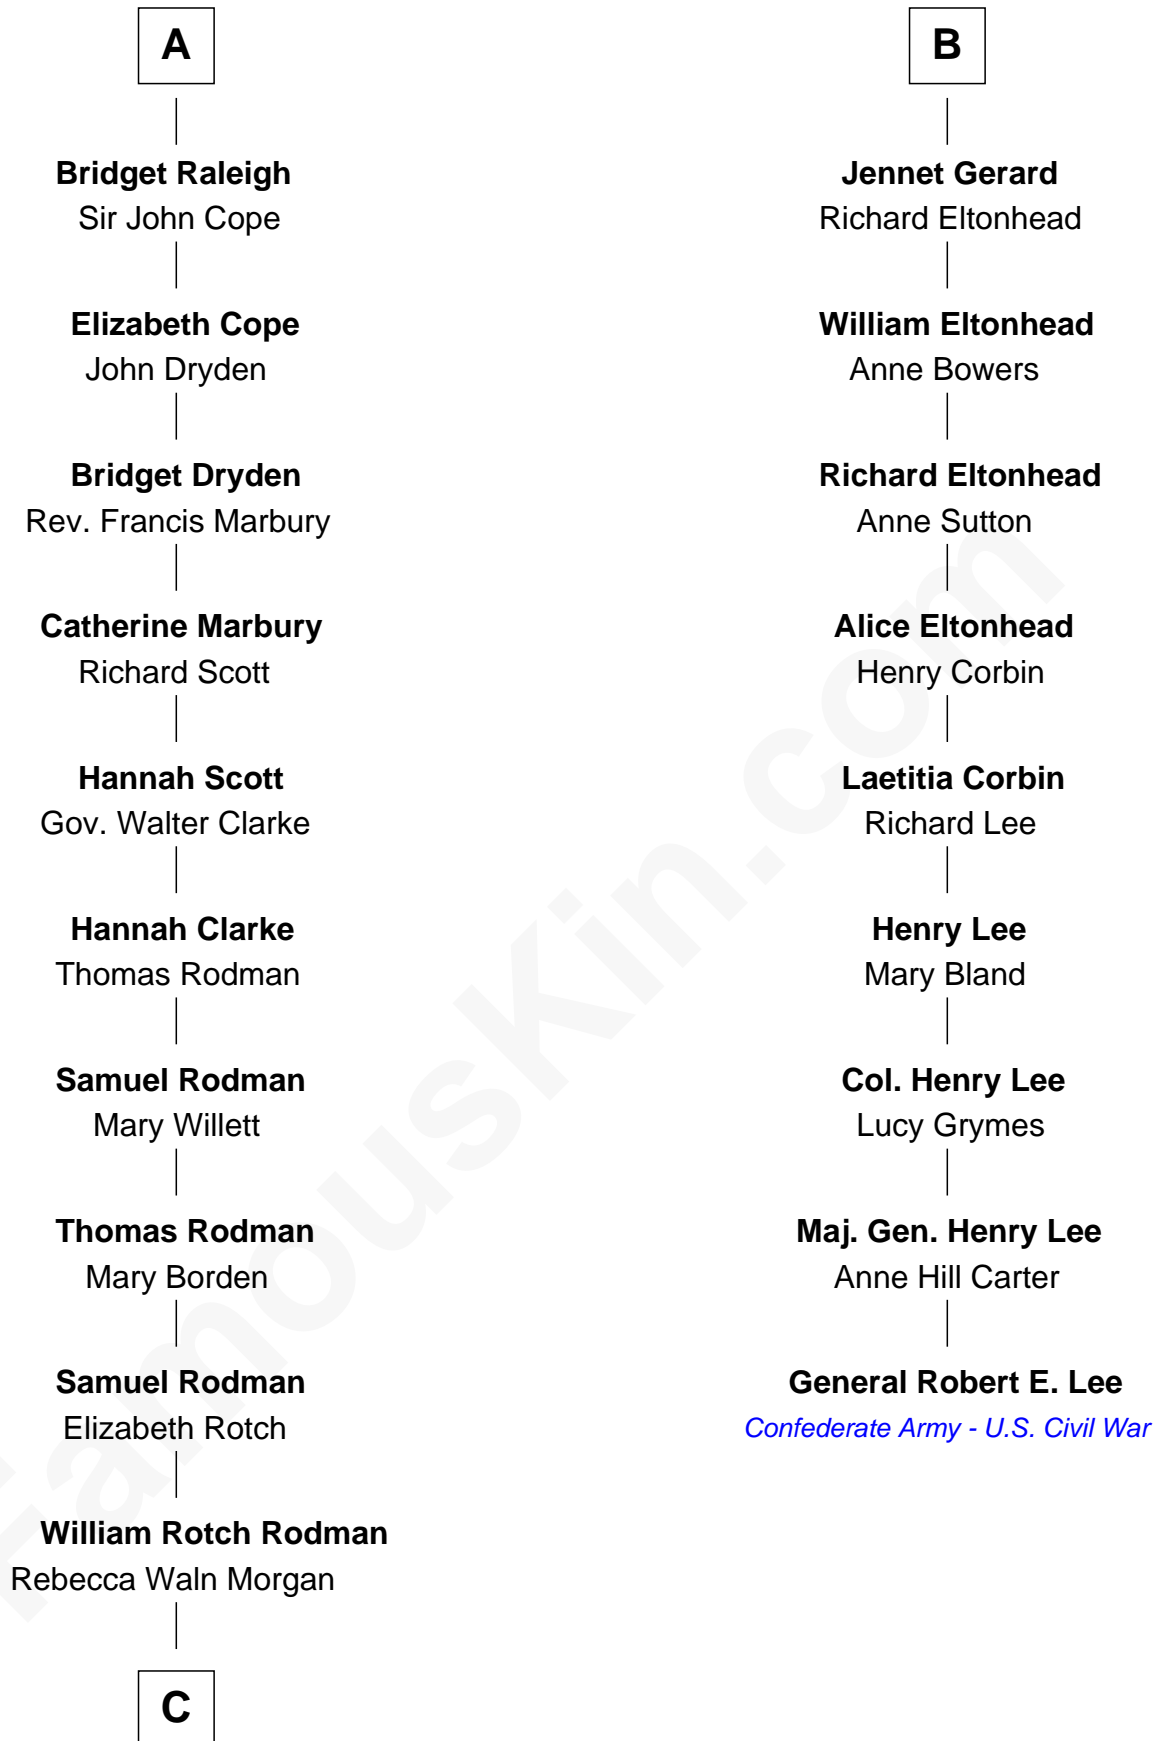 A
Bridget Raleigh
Sir John Cope
Elizabeth Cope
John Dryden
Bridget Dryden
Rev. Francis Marbury
Catherine Marbury
Richard Scott
Hannah Scott
Gov. Walter Clarke
Hannah Clarke
Thomas Rodman
Samuel Rodman
Mary Willett
Thomas Rodman
Mary Borden
Samuel Rodman
Elizabeth Rotch
William Rotch Rodman
Rebecca Waln Morgan
C
B
Jennet Gerard
Richard Eltonhead
William Eltonhead
Anne Bowers
Richard Eltonhead
Anne Sutton
Alice Eltonhead
Henry Corbin
Laetitia Corbin
Richard Lee
Henry Lee
Mary Bland
Col. Henry Lee
Lucy Grymes
Maj. Gen. Henry Lee
Anne Hill Carter
General Robert E. Lee
Confederate Army - U.S. Civil War
FamousKin.com